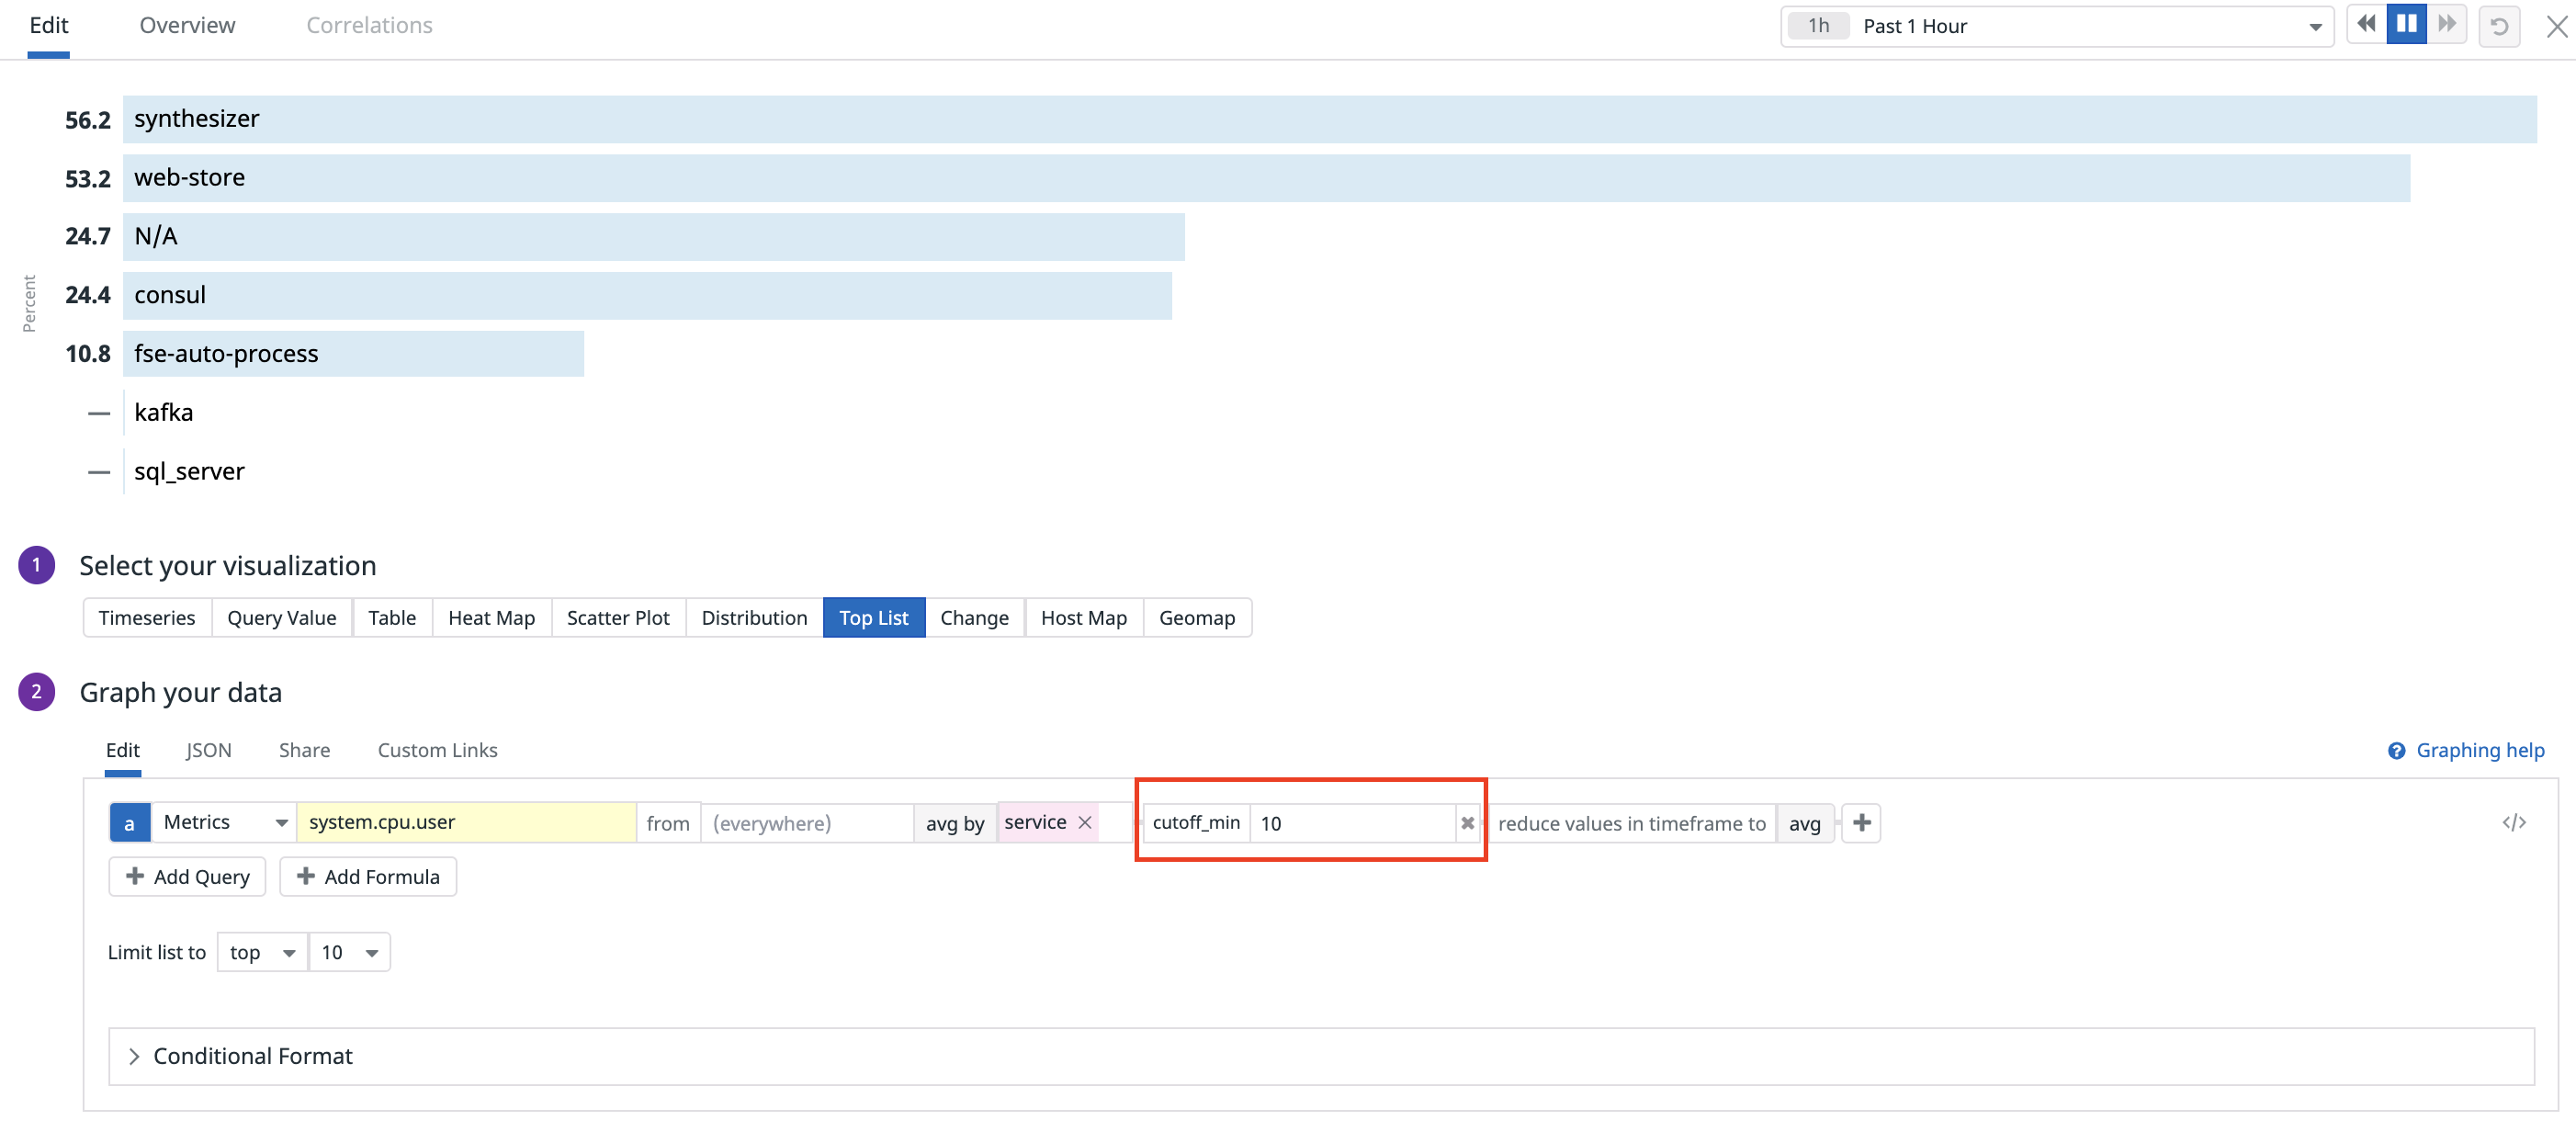 Edit Overview Correlations 1h Past 1 Hour
56.2 synthesizer
53.2 web-store
24.7 N/A
24.4 consul
Percent
10.8 fse-auto-process
— kafka
— sql_server
1 Select your visualization
Timeseries Query Value Table Heat Map Scatter Plot Distribution Top List Change Host Map Geomap
2 Graph your data
Edit JSON Share Custom Links ? Graphing help
a Metrics system.cpu.user from (everywhere) avg by service cutoff_min 10 reduce values in timeframe to avg + </>
+ Add Query + Add Formula
Limit list to top 10
Conditional Format